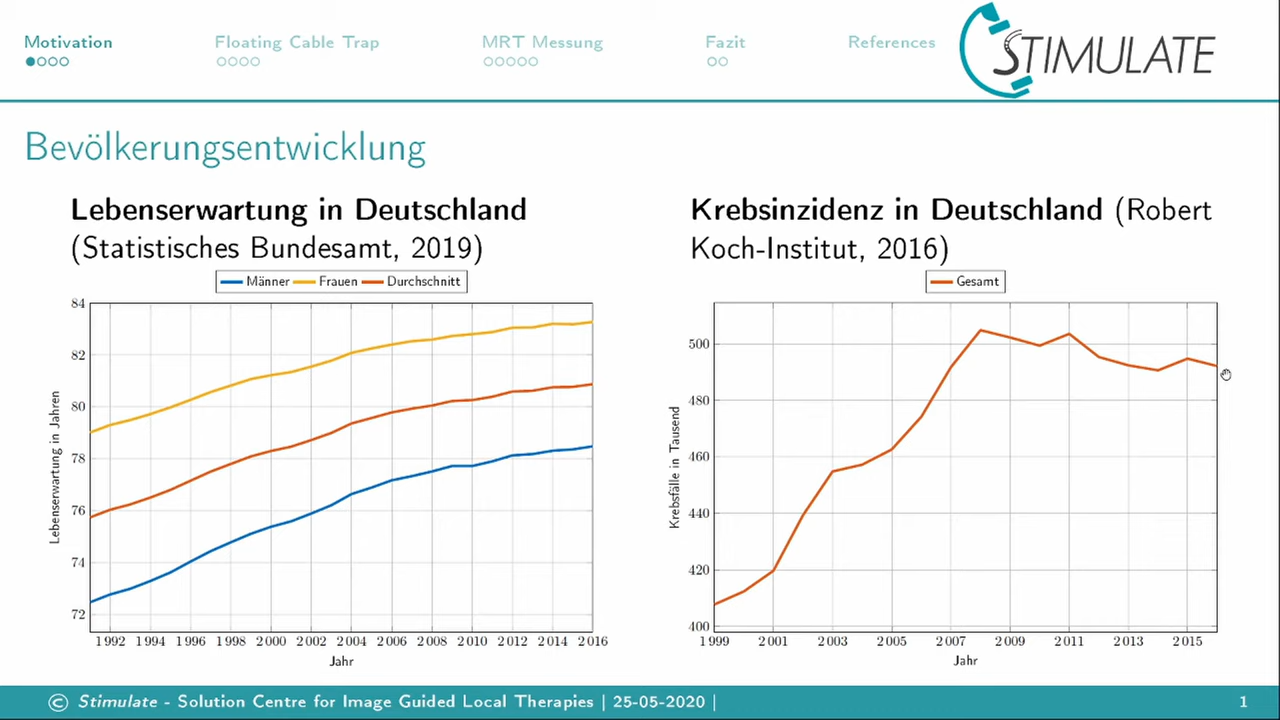 Motivation
Floating Cable Trap
MRT Messung
Fazit
References
STIMULATE
Bevölkerungsentwicklung
Lebenserwartung in Deutschland
(Statistisches Bundesamt, 2019)
Männer Frauen Durchschnitt
84
82
80
78
76
74
72
Lebenserwartung in Jahren
1992 1994 1996 1998 2000 2002 2004 2006 2008 2010 2012 2014 2016
Jahr
Krebsinzidenz in Deutschland (Robert
Koch-Institut, 2016)
Gesamt
500
480
460
440
420
400
Krebsfälle in Tausend
1999 2001 2003 2005 2007 2009 2011 2013 2015
Jahr
© Stimulate - Solution Centre for Image Guided Local Therapies | 25-05-2020 |
1